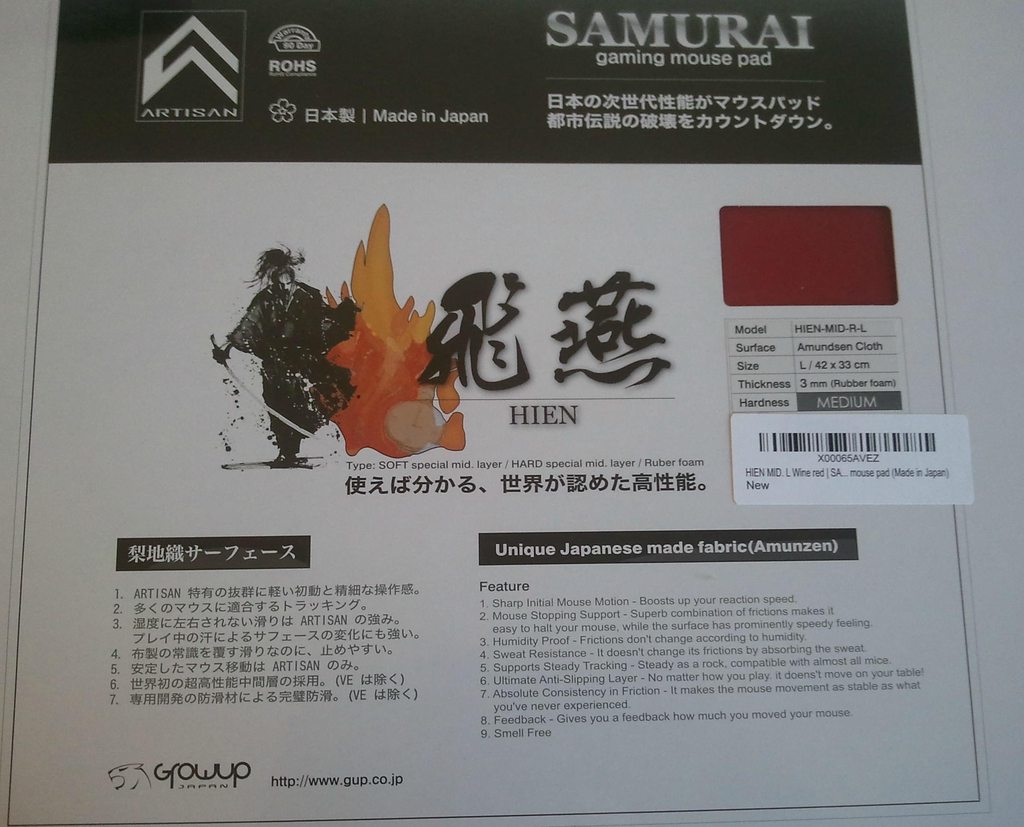 ARTISAN
Warranty
90 Day
ROHS
RoHS Compliance
日本製 | Made in Japan
SAMURAI
gaming mouse pad
日本の次世代性能がマウスパッド
都市伝説の破壊をカウントダウン。
飛燕
HIEN
Type: SOFT special mid. layer / HARD special mid. layer / Ruber foam
使えば分かる、世界が認めた高性能。
Model HIEN-MID-R-L
Surface Amundsen Cloth
Size L / 42 x 33 cm
Thickness 3 mm (Rubber foam)
Hardness MEDIUM
X00065AVEZ
HIEN MID. L Wine red | SA... mouse pad (Made in Japan)
New
梨地織サーフェース
1. ARTISAN 特有の抜群に軽い初動と精細な操作感。
2. 多くのマウスに適合するトラッキング。
3. 湿度に左右されない滑りは ARTISAN の強み。
プレイ中の汗によるサフェースの変化にも強い。
4. 布製の常識を覆す滑りなのに、止めやすい。
5. 安定したマウス移動は ARTISAN のみ。
6. 世界初の超高性能中間層の採用。(VE は除く)
7. 専用開発の防滑材による完璧防滑。(VE は除く)
Unique Japanese made fabric(Amunzen)
Feature
1. Sharp Initial Mouse Motion - Boosts up your reaction speed.
2. Mouse Stopping Support - Superb combination of frictions makes it
easy to halt your mouse, while the surface has prominently speedy feeling.
3. Humidity Proof - Frictions don't change according to humidity.
4. Sweat Resistance - It doesn't change its frictions by absorbing the sweat.
5. Supports Steady Tracking - Steady as a rock, compatible with almost all mice.
6. Ultimate Anti-Slipping Layer - No matter how you play. it doens't move on your table!
7. Absolute Consistency in Friction - It makes the mouse movement as stable as what
you've never experienced.
8. Feedback - Gives you a feedback how much you moved your mouse.
9. Smell Free
Growup
JAPAN
http://www.gup.co.jp